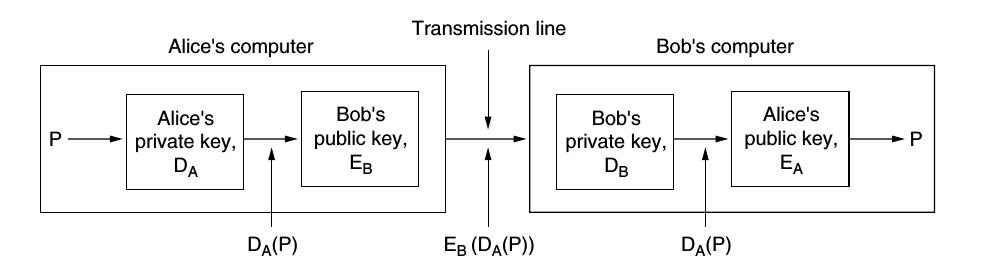 Transmission line
Alice's computer
Bob's computer
P
Alice's
private key,
D_A
Bob's
public key,
E_B
Bob's
private key,
D_B
Alice's
public key,
E_A
P
D_A(P)
E_B (D_A(P))
D_A(P)